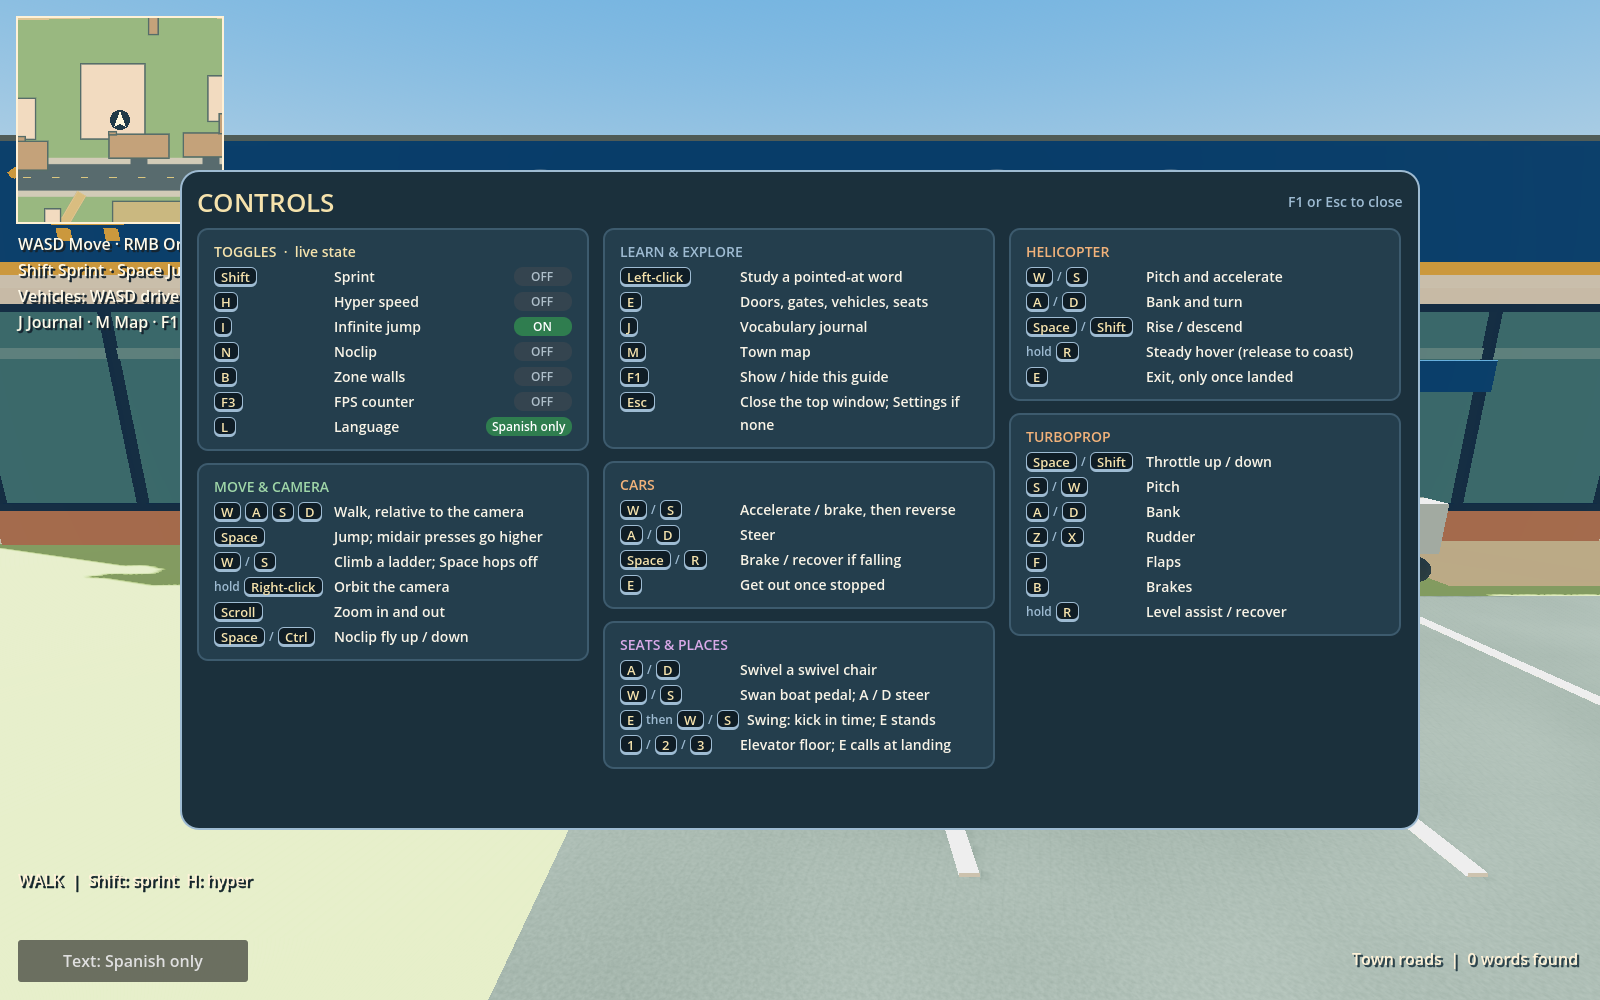 WASD Move · RMB Or
Shift Sprint · Space Ju
Vehicles: WASD drive
J Journal · M Map · F1
CONTROLS
F1 or Esc to close
TOGGLES · live state
Shift Sprint OFF
H Hyper speed OFF
I Infinite jump ON
N Noclip OFF
B Zone walls OFF
F3 FPS counter OFF
L Language Spanish only
MOVE & CAMERA
W A S D Walk, relative to the camera
Space Jump; midair presses go higher
W / S Climb a ladder; Space hops off
hold Right-click Orbit the camera
Scroll Zoom in and out
Space / Ctrl Noclip fly up / down
LEARN & EXPLORE
Left-click Study a pointed-at word
E Doors, gates, vehicles, seats
J Vocabulary journal
M Town map
F1 Show / hide this guide
Esc Close the top window; Settings if
none
CARS
W / S Accelerate / brake, then reverse
A / D Steer
Space / R Brake / recover if falling
E Get out once stopped
SEATS & PLACES
A / D Swivel a swivel chair
W / S Swan boat pedal; A / D steer
E then W / S Swing: kick in time; E stands
1 / 2 / 3 Elevator floor; E calls at landing
HELICOPTER
W / S Pitch and accelerate
A / D Bank and turn
Space / Shift Rise / descend
hold R Steady hover (release to coast)
E Exit, only once landed
TURBOPROP
Space / Shift Throttle up / down
S / W Pitch
A / D Bank
Z / X Rudder
F Flaps
B Brakes
hold R Level assist / recover
WALK | Shift: sprint H: hyper
Text: Spanish only
Town roads | 0 words found